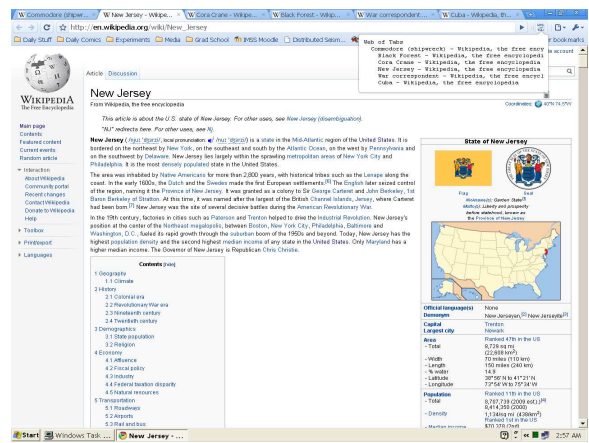 Commodore (shipwr...
New Jersey - Wikipe...
Cora Crane - Wikipe...
Black Forest - Wikip...
War correspondent ...
Cuba - Wikipedia, th...
http://en.wikipedia.org/wiki/New_Jersey
Daily Stuff
Daily Comics
Experiments
Media
Grad School
IMSS Moodle
Distributed Seism...
r bookmarks
Web of Tabs
Commodore (shipwreck) - Wikipedia, the free ency
Black Forest - Wikipedia, the free encyclopedi
Cora Crane - Wikipedia, the free encyclopedia
New Jersey - Wikipedia, the free encyclopedia
War correspondent - Wikipedia, the free encycl
Cuba - Wikipedia, the free encyclopedia
te account
Article Discussion
WIKIPEDIA
The Free Encyclopedia
Main page
Contents
Featured content
Current events
Random article
Interaction
About Wikipedia
Community portal
Recent changes
Contact Wikipedia
Donate to Wikipedia
Help
Toolbox
Print/export
Languages
New Jersey
From Wikipedia, the free encyclopedia
Coordinates: 40°N 74.5°W
This article is about the U.S. state of New Jersey. For other uses, see New Jersey (disambiguation).
"NJ" redirects here. For other uses, see NJ.
is a state in the Mid-Atlantic region of the United States. It is
bordered on the northeast by New York, on the southeast and south by the Atlantic Ocean, on the west by Pennsylvania and
on the southwest by Delaware. New Jersey lies largely within the sprawling metropolitan areas of New York City and
Philadelphia. It is the most densely populated state in the United States.
The area was inhabited by Native Americans for more than 2,800 years, with historical tribes such as the Lenape along the
coast. In the early 1600s, the Dutch and the Swedes made the first European settlements.[6] The English later seized control
of the region, naming it the Province of New Jersey. It was granted as a colony to Sir George Carteret and John Berkeley, 1st
Baron Berkeley of Stratton. At this time, it was named after the largest of the British Channel Islands, Jersey, where Carteret
had been born.[7] New Jersey was the site of several decisive battles during the American Revolutionary War.
In the 19th century, factories in cities such as Paterson and Trenton helped to drive the Industrial Revolution. New Jersey's
position at the center of the Northeast megalopolis, between Boston, New York City, Philadelphia, Baltimore and
Washington, D.C., fueled its rapid growth through the suburban boom of the 1950s and beyond. Today, New Jersey has the
highest population density and the second highest median income of any state in the United States. Only Maryland has a
higher median income. The Governor of New Jersey is Republican Chris Christie.
Contents [hide]
1 Geography
1.1 Climate
2 History
2.1 Colonial era
2.2 Revolutionary War era
2.3 Nineteenth century
2.4 Twentieth century
3 Demographics
3.1 State population
3.2 Religion
4 Economy
4.1 Affluence
4.2 Fiscal policy
4.3 Industry
4.4 Federal taxation disparity
4.5 Natural resources
5 Transportation
5.1 Roadways
5.2 Airports
5.3 Rail and bus
State of New Jersey
Flag Seal
Nickname(s): Garden State
Motto(s): Liberty and prosperity
before statehood, known as
the Province of New Jersey
Official language(s) None
Demonym New Jerseyan, New Jerseyite
Capital Trenton
Largest city Newark
Area Ranked 47th in the US
- Total 8,729 sq mi
(22,608 km²)
- Width 70 miles (110 km)
- Length 150 miles (240 km)
- % water 14.9
- Latitude 38°56′N to 41°21′N
- Longitude 73°54′W to 75°34′W
Population Ranked 11th in the US
- Total 8,707,739 (2009 est.)
8,414,350 (2000)
- Density 1,134/sq mi (438/km²)
Ranked 1st in the US
- Median income $70,378 (2nd)
Start
Windows Task ...
New Jersey - ...
2:57 AM